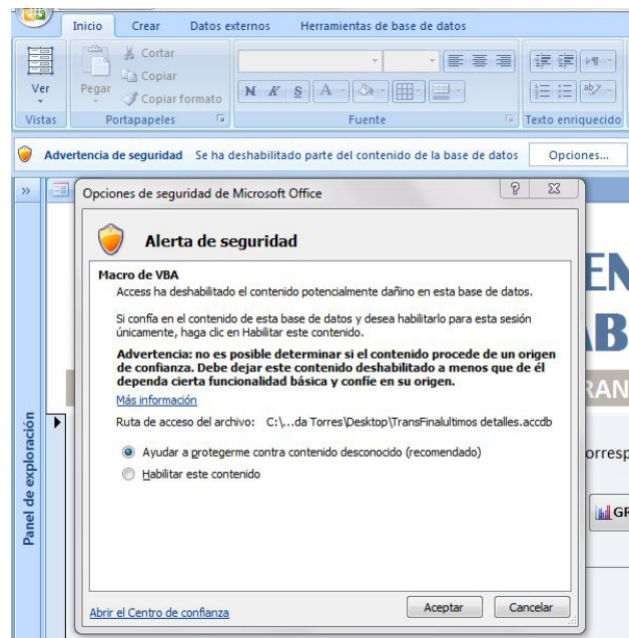 Inicio Crear Datos externos Herramientas de base de datos
Ver
Pegar
Cortar
Copiar
Copiar formato
N K S A
ab
Vistas Portapapeles Fuente Texto enriquecido
Advertencia de seguridad Se ha deshabilitado parte del contenido de la base de datos Opciones...
»
Opciones de seguridad de Microsoft Office
Alerta de seguridad
Macro de VBA
Access ha deshabilitado el contenido potencialmente dañino en esta base de datos.
Si confía en el contenido de esta base de datos y desea habilitarlo para esta sesión
únicamente, haga clic en Habilitar este contenido.
Advertencia: no es posible determinar si el contenido procede de un origen
de confianza. Debe dejar este contenido deshabilitado a menos que de él
dependa cierta funcionalidad básica y confíe en su origen.
Más información
Ruta de acceso del archivo: C:\...da Torres\Desktop\TransFinalultimos detalles.accdb
Ayudar a protegerme contra contenido desconocido (recomendado)
Habilitar este contenido
Abrir el Centro de confianza Aceptar Cancelar
Panel de exploración
EN
AB
RAN
orresp
GR